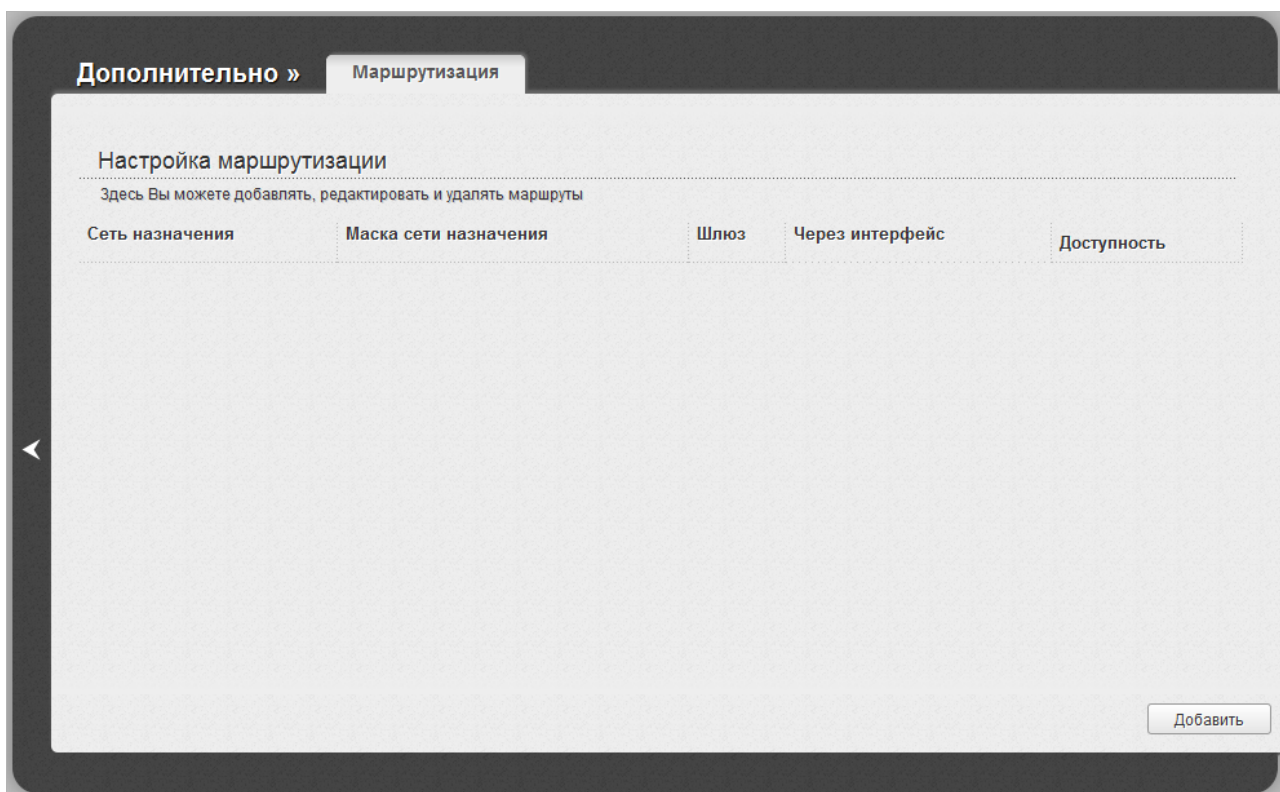 Дополнительно » Маршрутизация
Настройка маршрутизации
Здесь Вы можете добавлять, редактировать и удалять маршруты
Сеть назначения Маска сети назначения Шлюз Через интерфейс Доступность
Добавить